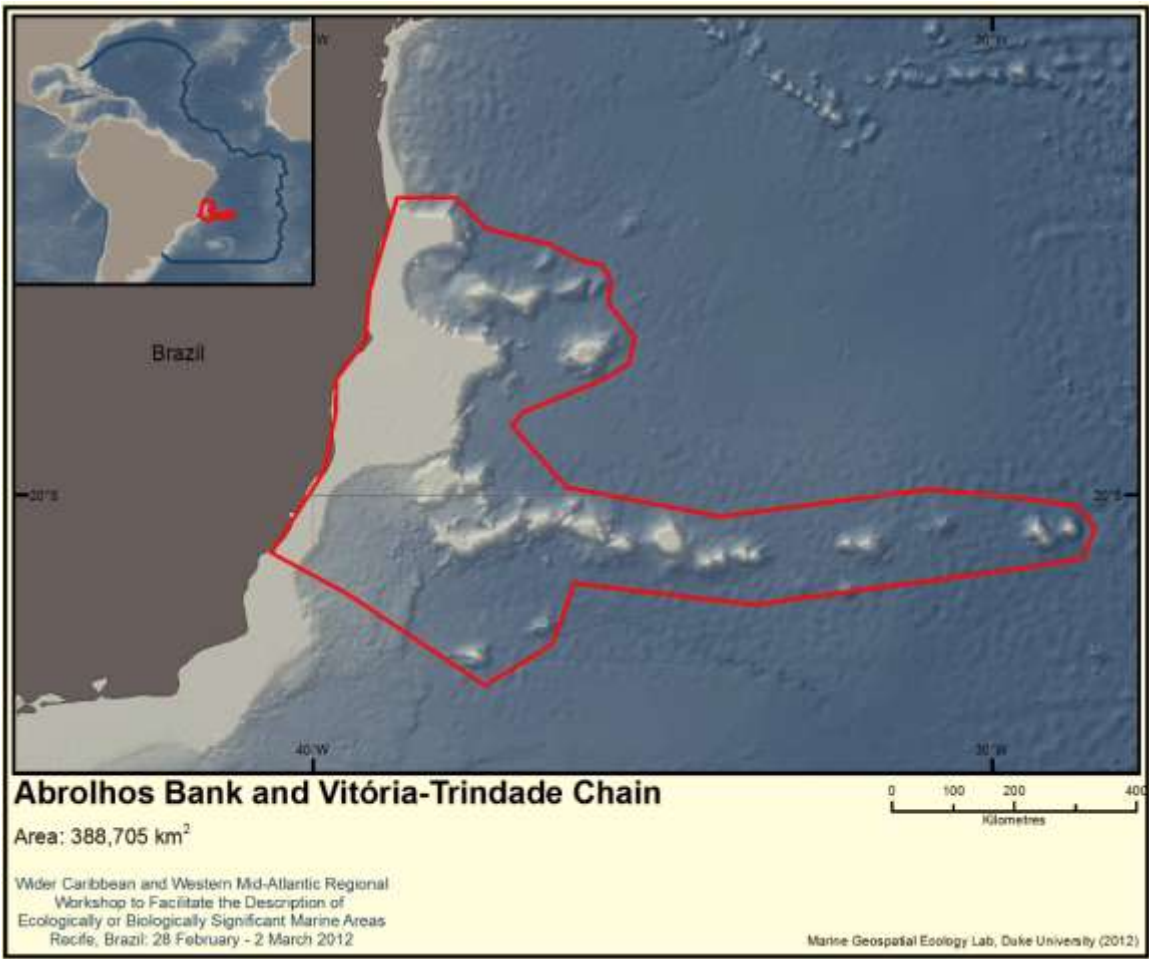 W
30°W
Brazil
20°S
20°S
40°W
30°W
Abrolhos Bank and Vitória-Trindade Chain
0 100 200 400
Kilometres
Area: 388,705 km2
Wider Caribbean and Western Mid-Atlantic Regional
Workshop to Facilitate the Description of
Ecologically or Biologically Significant Marine Areas
Recife, Brazil: 28 February - 2 March 2012
Marine Geospatial Ecology Lab, Duke University (2012)